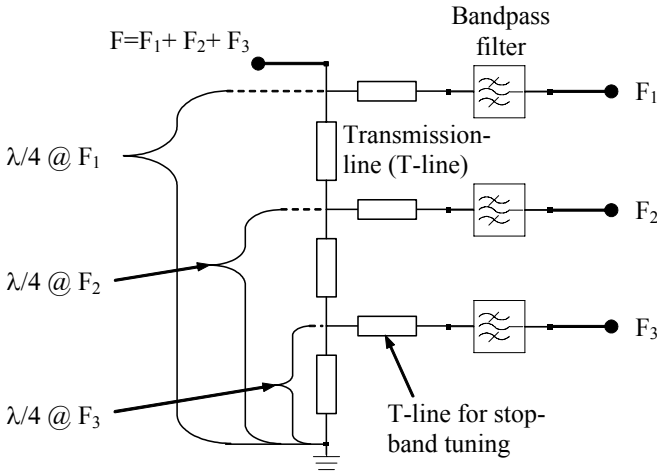 F=F₁+ F₂+ F₃
Bandpass
filter
F₁
λ/4 @ F₁
Transmission-
line (T-line)
F₂
λ/4 @ F₂
F₃
λ/4 @ F₃
T-line for stop-
band tuning